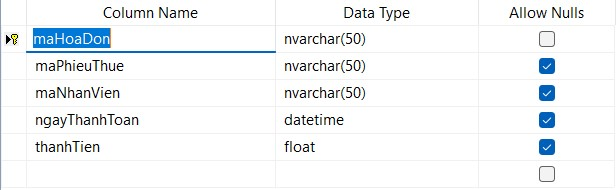 Column Name Data Type Allow Nulls
maHoaDon nvarchar(50)
maPhieuThue nvarchar(50)
maNhanVien nvarchar(50)
ngayThanhToan datetime
thanhTien float